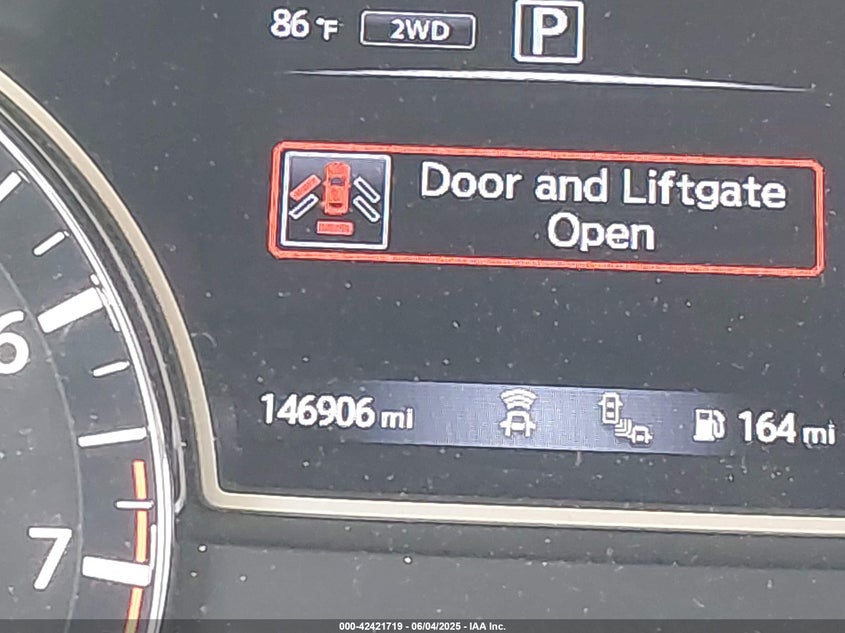 86°F 2WD P
Door and Liftgate
Open
146906 mi 164 mi
6
7
000-42421719 - 06/04/2025 - IAA Inc.